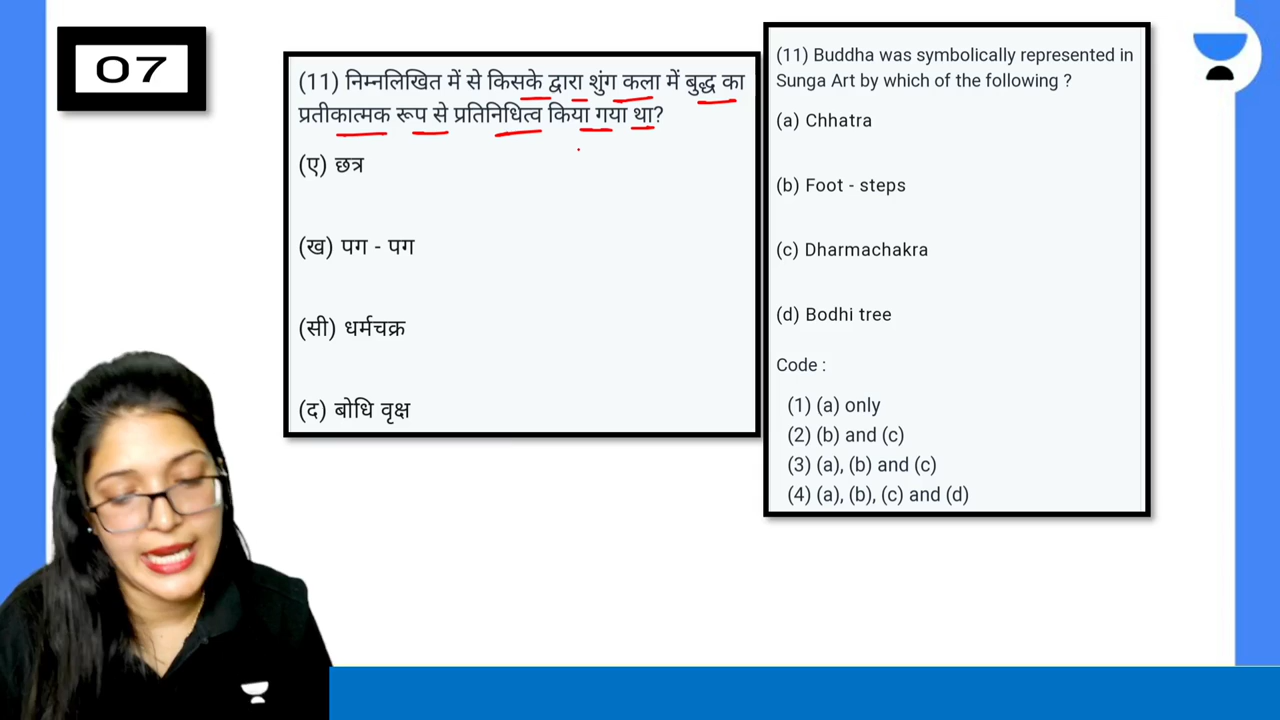 07
(11) निम्नलिखित में से किसके द्वारा शुंग कला में बुद्ध का
प्रतीकात्मक रूप से प्रतिनिधित्व किया गया था?
(ए) छत्र
(ख) पग - पग
(सी) धर्मचक्र
(द) बोधि वृक्ष
(11) Buddha was symbolically represented in
Sunga Art by which of the following ?
(a) Chhatra
(b) Foot - steps
(c) Dharmachakra
(d) Bodhi tree
Code :
(1) (a) only
(2) (b) and (c)
(3) (a), (b) and (c)
(4) (a), (b), (c) and (d)